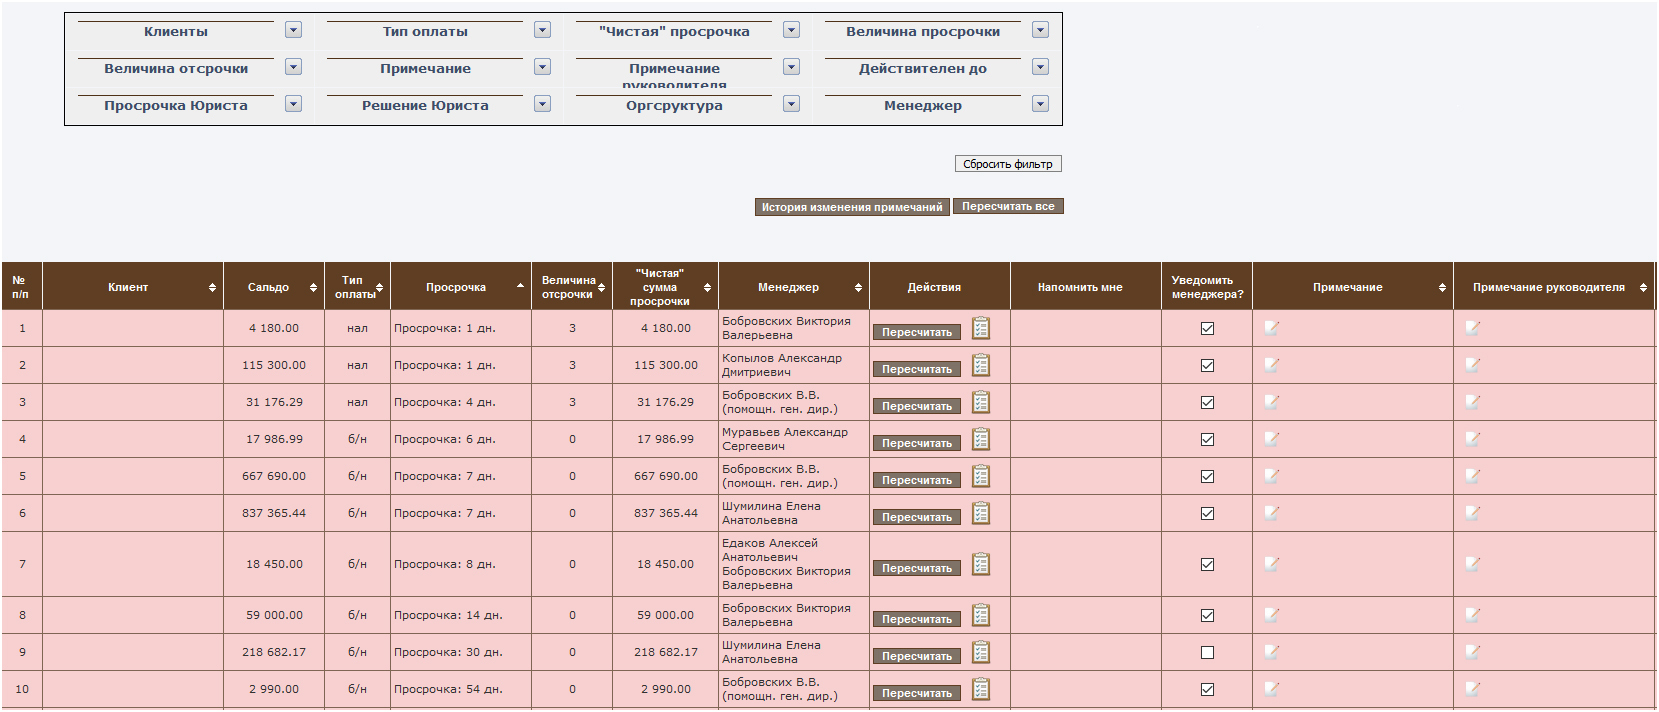 Клиенты Тип оплаты "Чистая" просрочка Величина просрочки
Величина отсрочки Примечание Примечание руководителя Действителен до
Просрочка Юриста Решение Юриста Оргсруктура Менеджер
Сбросить фильтр
История изменения примечаний Пересчитать все
№ п/п Клиент Сальдо Тип оплаты Просрочка Величина отсрочки "Чистая" сумма просрочки Менеджер Действия Напомнить мне Уведомить менеджера? Примечание Примечание руководителя
1 4 180.00 нал Просрочка: 1 дн. 3 4 180.00 Бобровских Виктория Валерьевна Пересчитать
2 115 300.00 нал Просрочка: 1 дн. 3 115 300.00 Копылов Александр Дмитриевич Пересчитать
3 31 176.29 нал Просрочка: 4 дн. 3 31 176.29 Бобровских В.В. (помощн. ген. дир.) Пересчитать
4 17 986.99 б/н Просрочка: 6 дн. 0 17 986.99 Муравьев Александр Сергеевич Пересчитать
5 667 690.00 б/н Просрочка: 7 дн. 0 667 690.00 Бобровских В.В. (помощн. ген. дир.) Пересчитать
6 837 365.44 б/н Просрочка: 7 дн. 0 837 365.44 Шумилина Елена Анатольевна Пересчитать
7 18 450.00 б/н Просрочка: 8 дн. 0 18 450.00 Едаков Алексей Анатольевич Бобровских Виктория Валерьевна Пересчитать
8 59 000.00 б/н Просрочка: 14 дн. 0 59 000.00 Бобровских Виктория Валерьевна Пересчитать
9 218 682.17 б/н Просрочка: 30 дн. 0 218 682.17 Шумилина Елена Анатольевна Пересчитать
10 2 990.00 б/н Просрочка: 54 дн. 0 2 990.00 Бобровских В.В. (помощн. ген. дир.) Пересчитать